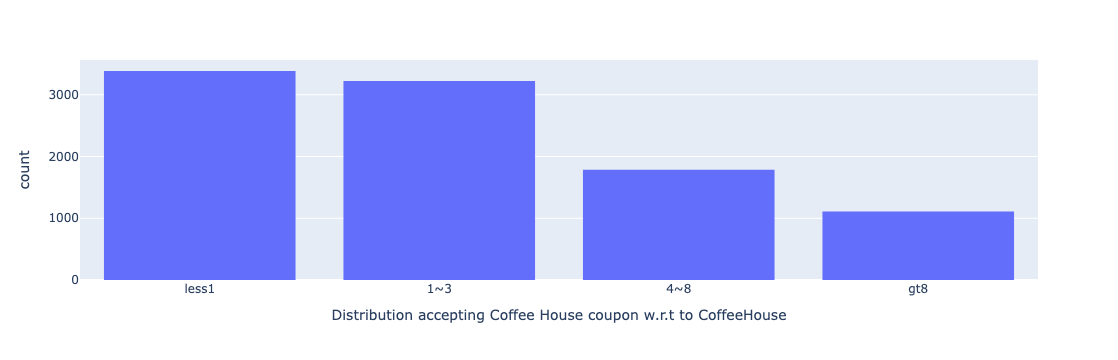 count
3000
2000
1000
0
less1 1~3 4~8 gt8
Distribution accepting Coffee House coupon w.r.t to CoffeeHouse